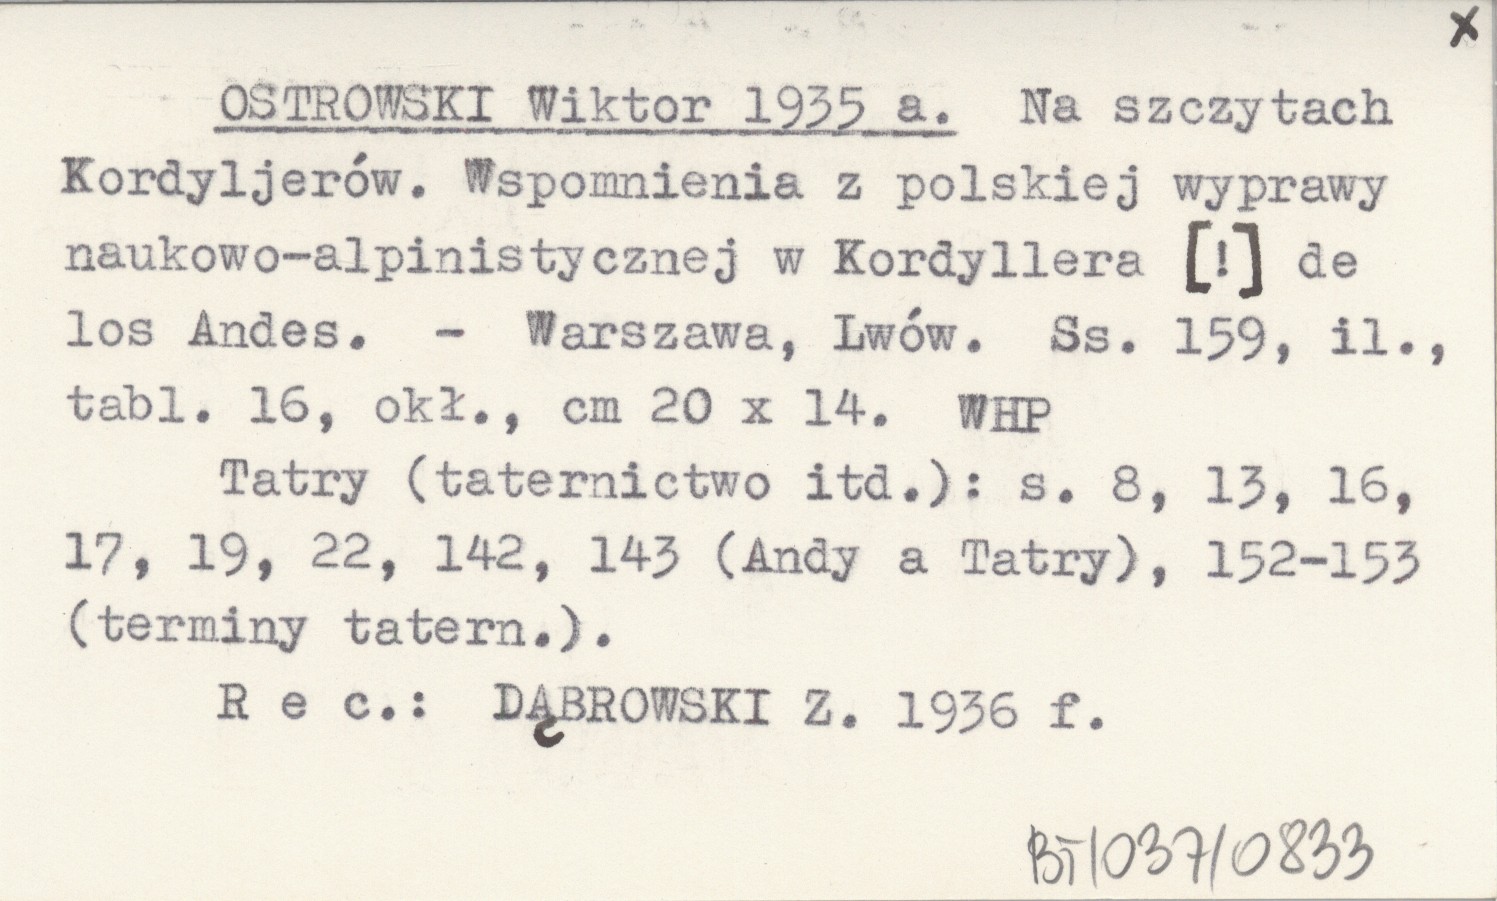 x
OSTROWSKI Wiktor 1935 a. Na szczytach
Kordyljerów. Wspomnienia z polskiej wyprawy
naukowo-alpinistycznej w Kordyllera [!] de
los Andes. - Warszawa, Lwów. Ss. 159, il.,
tabl. 16, okł., cm 20 x 14. WHP
Tatry (taternictwo itd.): s. 8, 13, 16,
17, 19, 22, 142, 143 (Andy a Tatry), 152-153
(terminy tatern.).
R e c.: DĄBROWSKI Z. 1936 f.
BT/037/0833